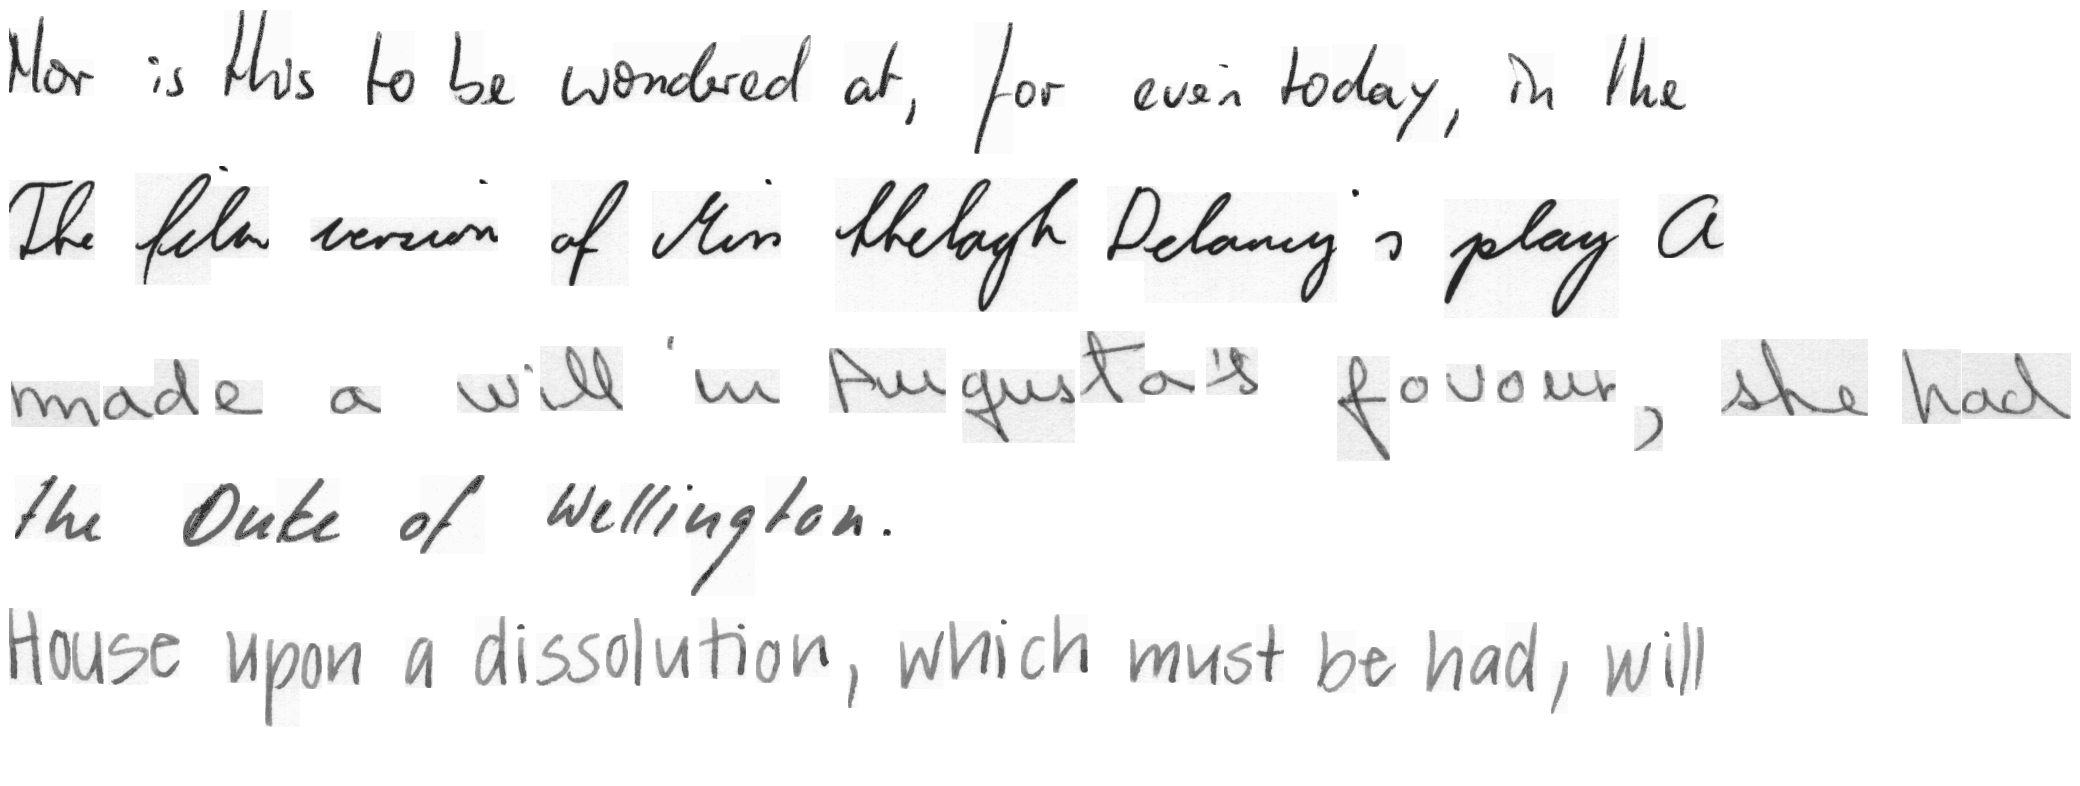 Nor is this to be wondered at, for even today, in the
The film version of Miss Shelagh Delaney's play A
made a will in Augusta's favour, she had
the Duke of Wellington.
House upon a dissolution, which must be had, will